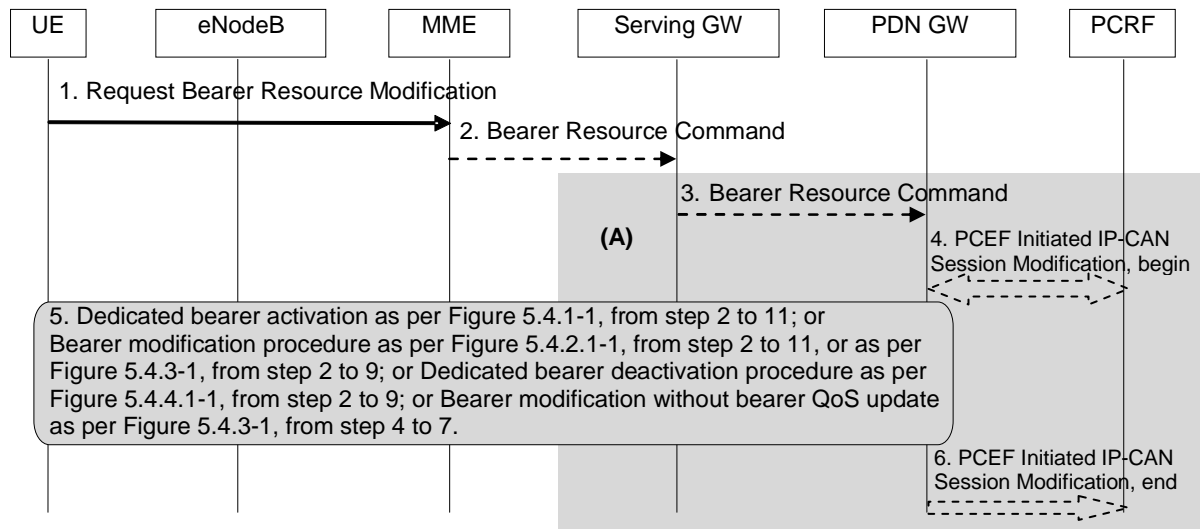 UE
eNodeB
MME
Serving GW
PDN GW
PCRF
1. Request Bearer Resource Modification
2. Bearer Resource Command
3. Bearer Resource Command
(A)
4. PCEF Initiated IP-CAN
Session Modification, begin
5. Dedicated bearer activation as per Figure 5.4.1-1, from step 2 to 11; or
Bearer modification procedure as per Figure 5.4.2.1-1, from step 2 to 11, or as per
Figure 5.4.3-1, from step 2 to 9; or Dedicated bearer deactivation procedure as per
Figure 5.4.4.1-1, from step 2 to 9; or Bearer modification without bearer QoS update
as per Figure 5.4.3-1, from step 4 to 7.
6. PCEF Initiated IP-CAN
Session Modification, end